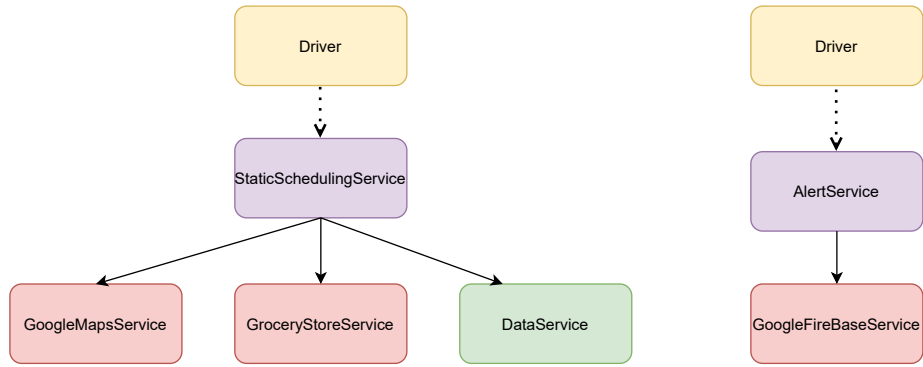 Driver
Driver
StaticSchedulingService
AlertService
GoogleMapsService
GroceryStoreService
DataService
GoogleFireBaseService